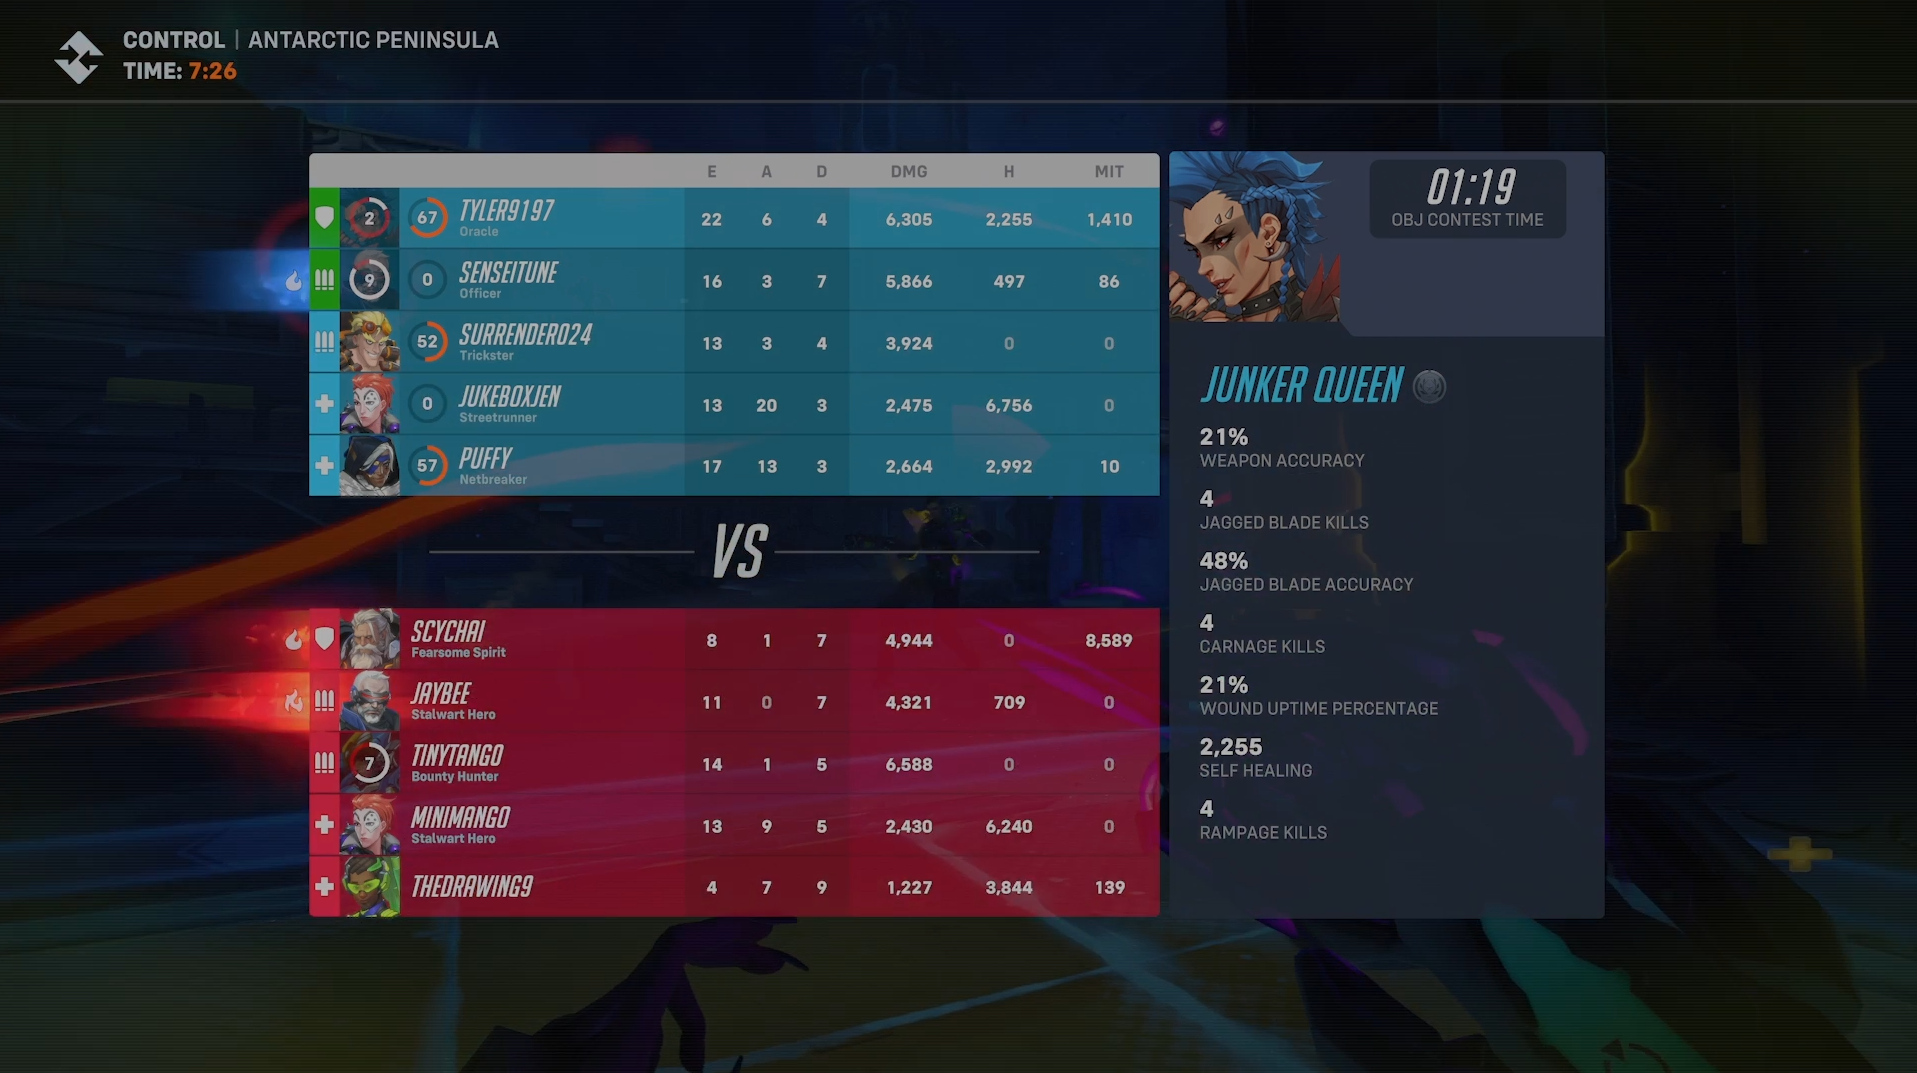 CONTROL | ANTARCTIC PENINSULA
TIME: 7:26
E A D DMG H MIT
2 67 TYLER9197 22 6 4 6,305 2,255 1,410
Oracle
9 0 SENSEITUNE 16 3 7 5,866 497 86
Officer
52 SURRENDER024 13 3 4 3,924 0 0
Trickster
0 JUKEBOXJEN 13 20 3 2,475 6,756 0
Streetrunner
57 PUFFY 17 13 3 2,664 2,992 10
Netbreaker
VS
SCYCHAI 8 1 7 4,944 0 8,589
Fearsome Spirit
JAYBEE 11 0 7 4,321 709 0
Stalwart Hero
7 TINYTANGO 14 1 5 6,588 0 0
Bounty Hunter
MINIMANGO 13 9 5 2,430 6,240 0
Stalwart Hero
THEDRAWING9 4 7 9 1,227 3,844 139
01:19
OBJ CONTEST TIME
JUNKER QUEEN
21%
WEAPON ACCURACY
4
JAGGED BLADE KILLS
48%
JAGGED BLADE ACCURACY
4
CARNAGE KILLS
21%
WOUND UPTIME PERCENTAGE
2,255
SELF HEALING
4
RAMPAGE KILLS